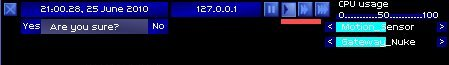 21:00.28, 25 June 2010 127.0.0.1 CPU usage
0..........50..........100
Yes Are you sure? No
< Motion_Sensor >
< Gateway_Nuke >